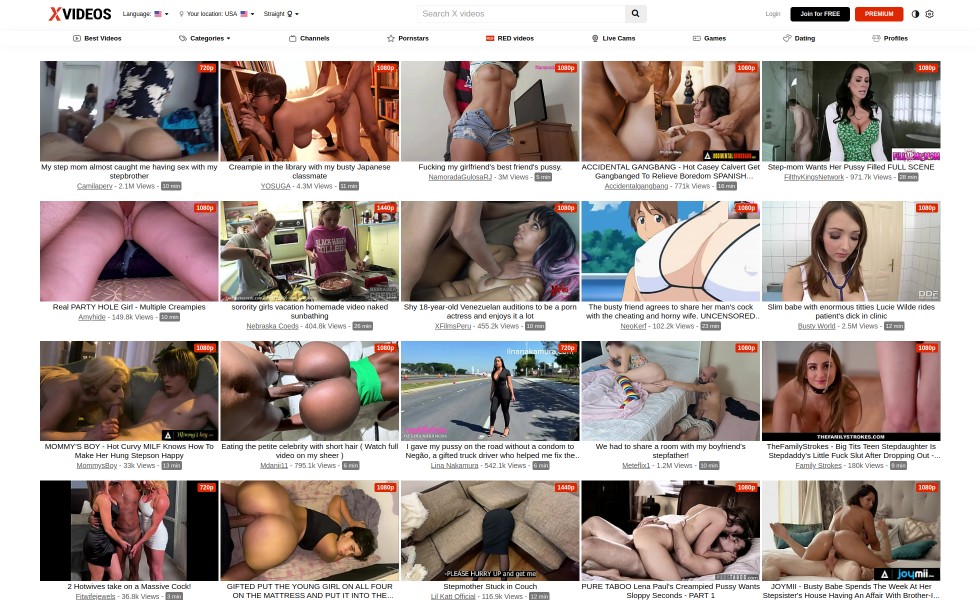 XVIDEOS
Language:
Your location: USA
Straight
Search X videos
Login
Join for FREE
PREMIUM
Best Videos
Categories
Channels
Pornstars
RED videos
Live Cams
Games
Dating
Profiles
720p
1080p
1080p
1080p
1080p
My step mom almost caught me having sex with my
stepbrother
Camilaperv - 2.1M Views - 10 min
Creampie in the library with my busty Japanese
classmate
YOSUGA - 4.3M Views - 11 min
Fucking my girlfriend's best friend's pussy.
NamoradaGulosaRJ - 3M Views - 5 min
ACCIDENTAL GANGBANG - Hot Casey Calvert Get
Gangbanged To Relieve Boredom SPANISH...
Accidentalgangbang - 771k Views - 16 min
Step-mom Wants Her Pussy Filled FULL SCENE
FilthyKingsNetwork - 971.7k Views - 28 min
1080p
1440p
1080p
1080p
1080p
DDF
Real PARTY HOLE Girl - Multiple Creampies
Amyhide - 149.8k Views - 10 min
sorority girls vacation homemade video naked
sunbathing
Nebraska Coeds - 404.8k Views - 26 min
Shy 18-year-old Venezuelan auditions to be a porn
actress and enjoys it a lot
XFilmsPeru - 455.2k Views - 10 min
The busty friend agrees to share her man's cock
with the cheating and horny wife. UNCENSORED..
NeoKerf - 102.2k Views - 23 min
Slim babe with enormous titties Lucie Wilde rides
patient's dick in clinic
Busty World - 2.5M Views - 12 min
1080p
1080p
720p
1080p
1080p
linanakamura.com
Mommy's boy
THEFAMILYSTROKES.COM
MOMMY'S BOY - Hot Curvy MILF Knows How To
Make Her Hung Stepson Happy
MommysBoy - 33k Views - 13 min
Eating the petite celebrity with short hair ( Watch full
video on my sheer )
Mdanii11 - 795.1k Views - 6 min
I gave my pussy on the road without a condom to
Negão, a gifted truck driver who helped me fix the..
Lina Nakamura - 542.1k Views - 6 min
We had to share a room with my boyfriend's
stepfather!
Meteflix1 - 1.2M Views - 10 min
TheFamilyStrokes - Big Tits Teen Stepdaughter Is
Stepdaddy's Little Fuck Slut After Dropping Out -...
Family Strokes - 180k Views - 8 min
720p
1080p
1440p
1080p
1080p
-PLEASE HURRY UP and get me!
joymii
2 Hotwives take on a Massive Cock!
Fitwifejewels - 36.8k Views - 3 min
GIFTED PUT THE YOUNG GIRL ON ALL FOUR
ON THE MATTRESS AND PUT IT INTO THE...
Stepmother Stuck in Couch
Lil Katt Official - 116.9k Views - 12 min
PURE TABOO Lena Paul's Creampied Pussy Wants
Sloppy Seconds - PART 1
JOYMII - Busty Babe Spends The Week At Her
Stepsister's House Having An Affair With Brother-I...